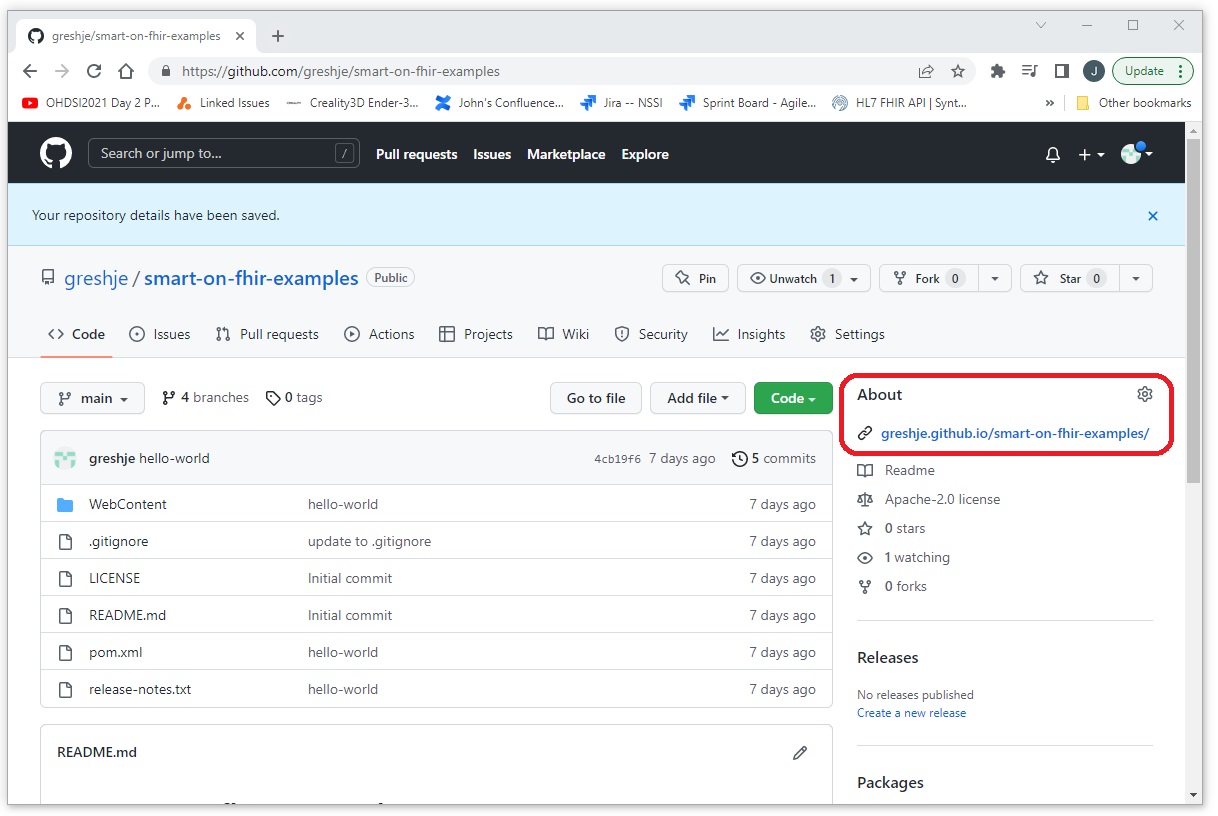 greshje/smart-on-fhir-examples
https://github.com/greshje/smart-on-fhir-examples
J
Update
OHDSI2021 Day 2 P...
Linked Issues
Creality3D Ender-3...
John's Confluence...
Jira -- NSSI
Sprint Board - Agile...
HL7 FHIR API | Synt...
»
Other bookmarks
Search or jump to...
/
Pull requests
Issues
Marketplace
Explore
Your repository details have been saved.
greshje / smart-on-fhir-examples
Public
Pin
Unwatch 1
Fork 0
Star 0
Code
Issues
Pull requests
Actions
Projects
Wiki
Security
Insights
Settings
main
4 branches
0 tags
Go to file
Add file
Code
greshje hello-world
4cb19f6 7 days ago
5 commits
WebContent hello-world 7 days ago
.gitignore update to .gitignore 7 days ago
LICENSE Initial commit 7 days ago
README.md Initial commit 7 days ago
pom.xml hello-world 7 days ago
release-notes.txt hello-world 7 days ago
README.md
About
greshje.github.io/smart-on-fhir-examples/
Readme
Apache-2.0 license
0 stars
1 watching
0 forks
Releases
No releases published
Create a new release
Packages